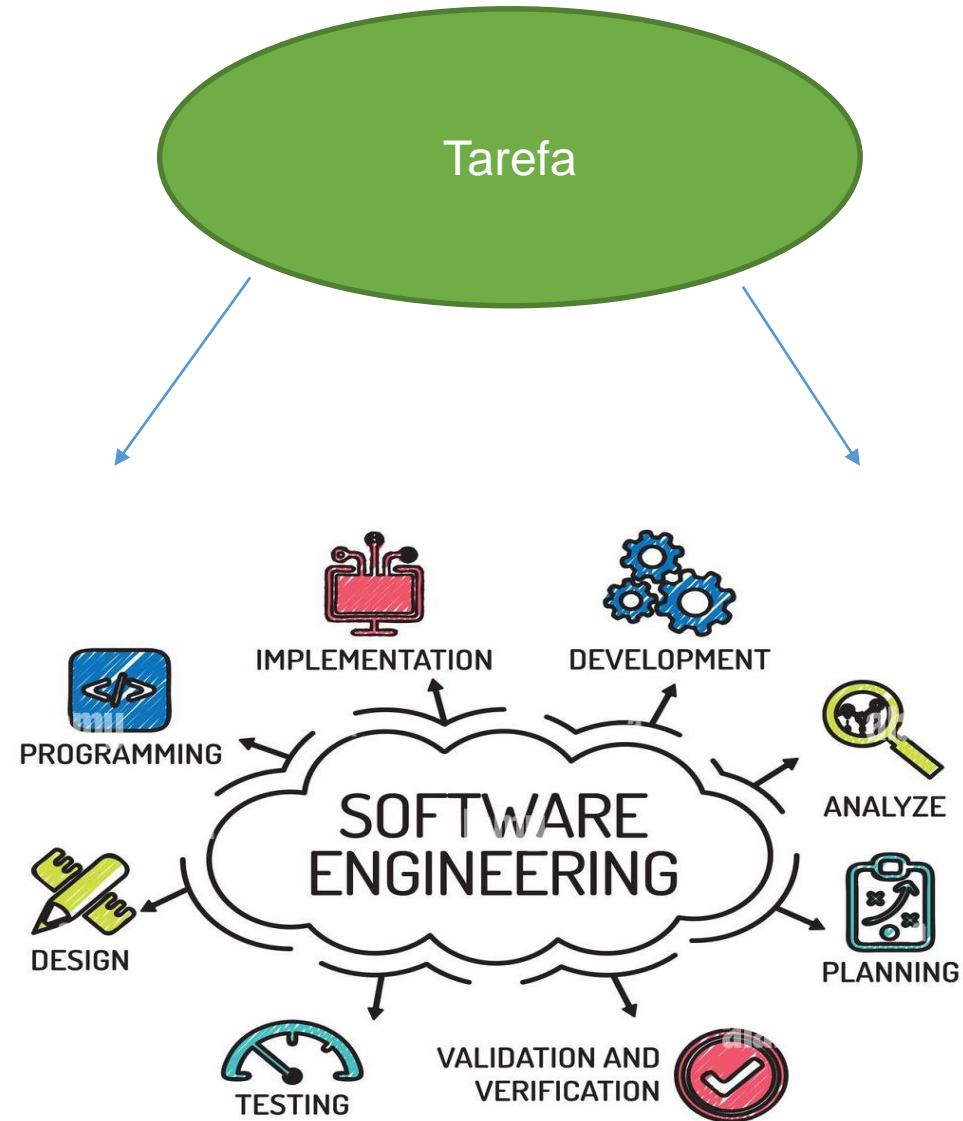 Tarefa
IMPLEMENTATION
DEVELOPMENT
PROGRAMMING
ANALYZE
SOFTWARE
ENGINEERING
DESIGN
PLANNING
VALIDATION AND
VERIFICATION
TESTING